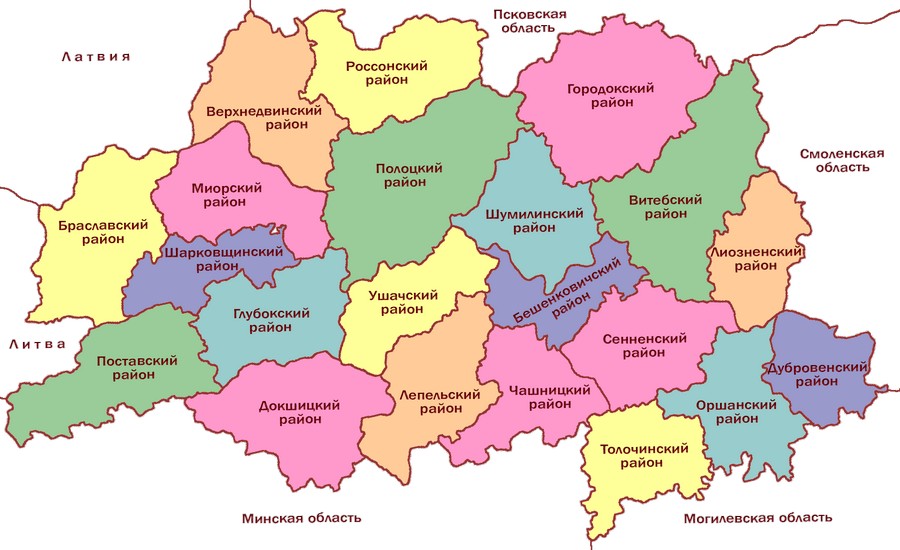 Псковская
область
Латвия
Россонский
район
Городокский
район
Верхнедвинский
район
Смоленская
область
Полоцкий
район
Миорский
район
Витебский
район
Шумилинский
район
Браславский
район
Шарковщинский
район
Лиозненский
район
Бешенковичский
район
Ушачский
район
Глубокский
район
Литва
Сенненский
район
Поставский
район
Дубровенский
район
Чашницкий
район
Лепельский
район
Докшицкий
район
Оршанский
район
Толочинский
район
Минская область
Могилевская область